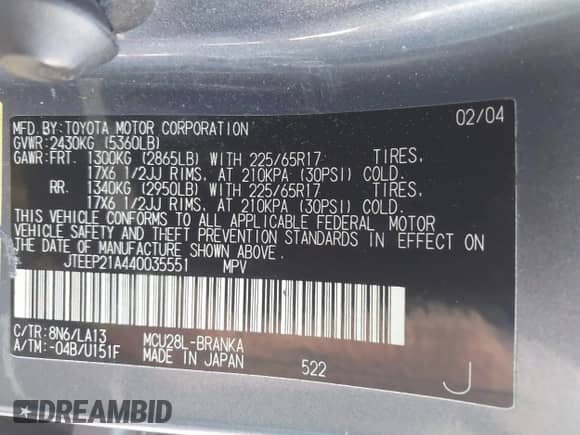 02/04
MFD.BY:TOYOTA MOTOR CORPORATION
GVWR:2430KG (5360LB)
GAWR:FRT. 1300KG (2865LB) WITH 225/65R17 TIRES,
17X6 1/2JJ RIMS, AT 210KPA (30PSI) COLD.
RR. 1340KG (2950LB) WITH 225/65R17 TIRES,
17X6 1/2JJ RIMS, AT 210KPA (30PSI) COLD.
THIS VEHICLE CONFORMS TO ALL APPLICABLE FEDERAL MOTOR
VEHICLE SAFETY AND THEFT PREVENTION STANDARDS IN EFFECT ON
THE DATE OF MANUFACTURE SHOWN ABOVE.
JTEEP21A440035551 MPV
C/TR: 8N6/LA13 MCU28L-BRANKA
A/TM: -04B/U151F MADE IN JAPAN 522
J
DREAMBID